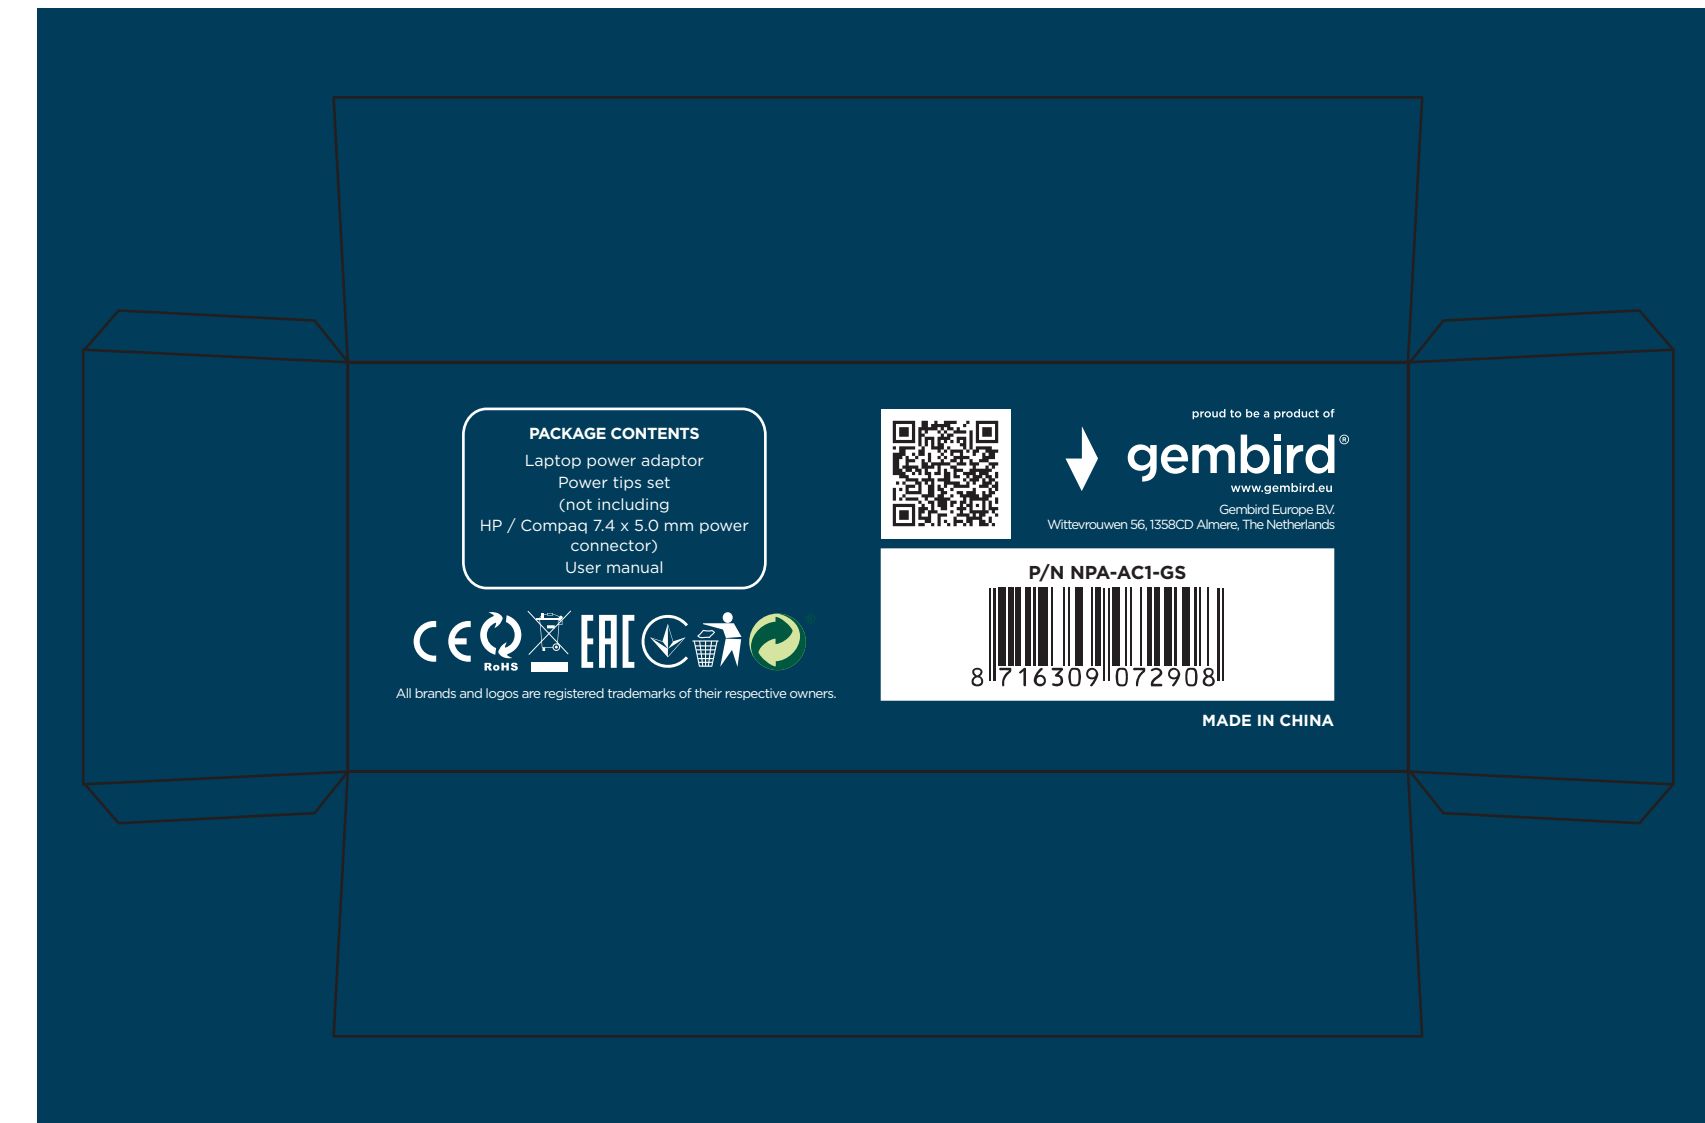 PACKAGE CONTENTS
Laptop power adaptor
Power tips set
(not including
HP / Compaq 7.4 x 5.0 mm power
connector)
User manual
CE
RoHS
EAC
All brands and logos are registered trademarks of their respective owners.
proud to be a product of
gembird®
www.gembird.eu
Gembird Europe B.V.
Wittevrouwen 56, 1358CD Almere, The Netherlands
P/N NPA-AC1-GS
8 716309 072908
MADE IN CHINA